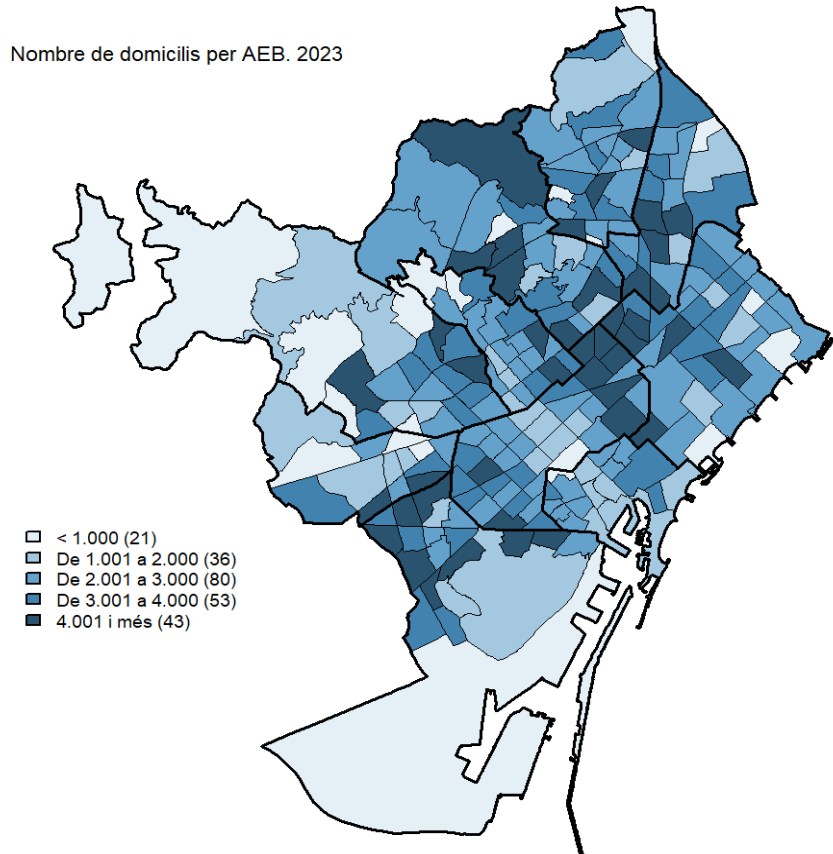 Nombre de domicilis per AEB. 2023
< 1.000 (21)
De 1.001 a 2.000 (36)
De 2.001 a 3.000 (80)
De 3.001 a 4.000 (53)
4.001 i més (43)